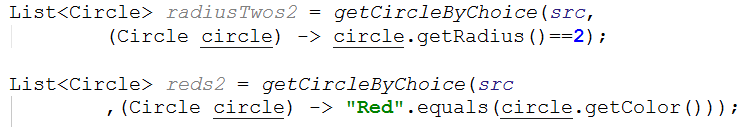 List<Circle> radiusTwos2 = getCircleByChoice(src,
(Circle circle) -> circle.getRadius()==2);
List<Circle> reds2 = getCircleByChoice(src
,(Circle circle) -> "Red".equals(circle.getColor()));